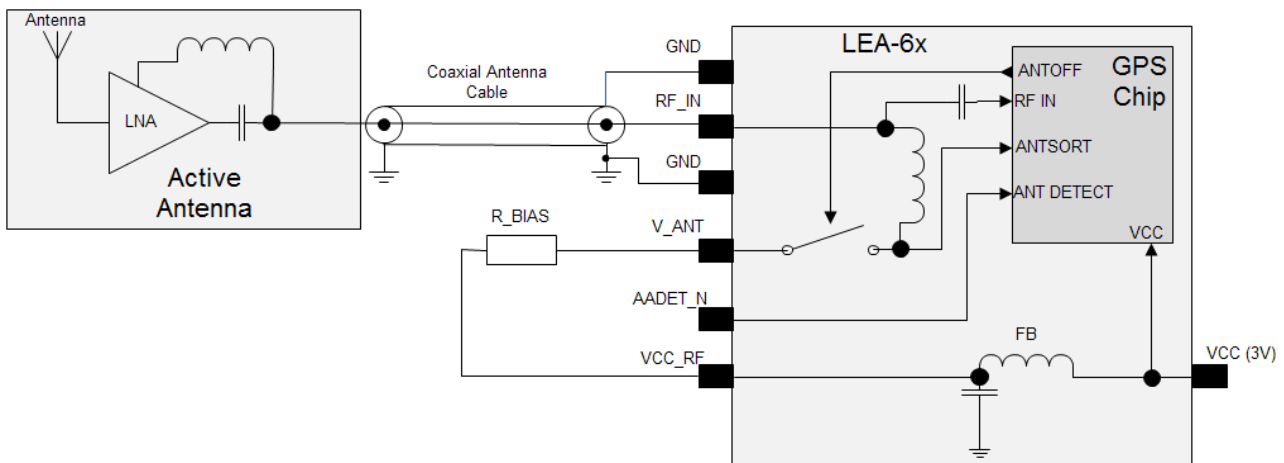 Antenna
LNA
Active
Antenna
Coaxial Antenna
Cable
R_BIAS
GND
RF_IN
GND
V_ANT
AADET_N
VCC_RF
LEA-6x
GPS
Chip
ANTOFF
RF IN
ANTSORT
ANT DETECT
VCC
FB
VCC (3V)